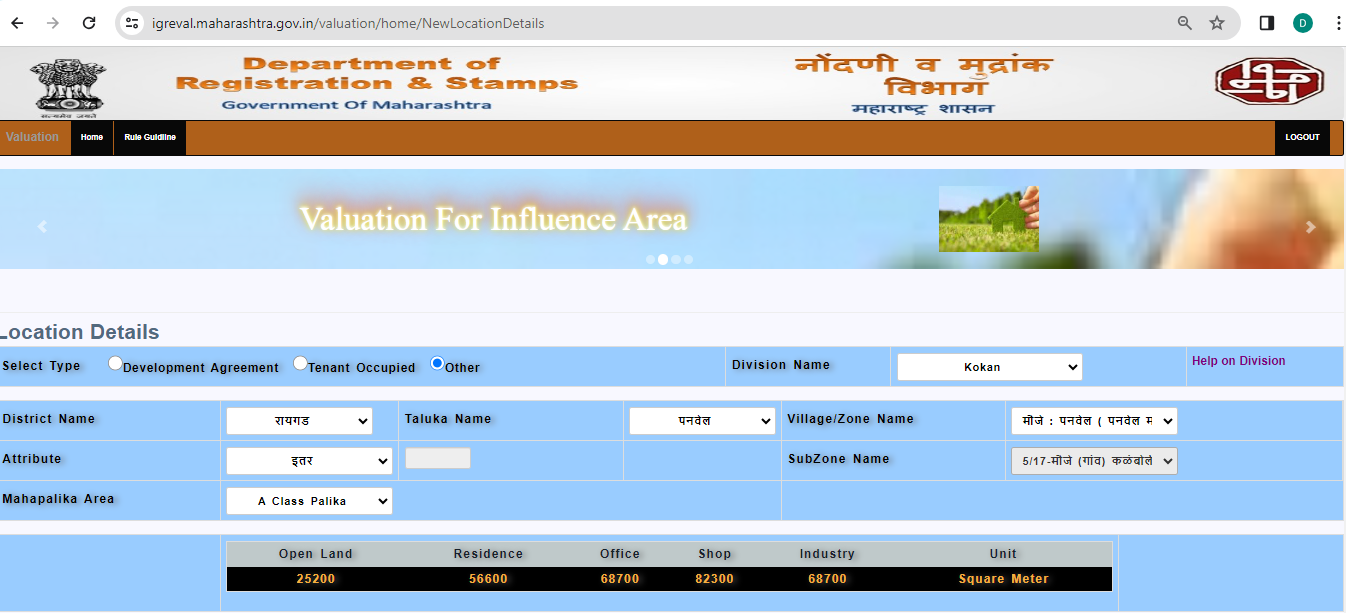 igreval.maharashtra.gov.in/valuation/home/NewLocationDetails
D
Department of
Registration & Stamps
Government Of Maharashtra
सत्यमेव जयते
नोंदणी व मुद्रांक
विभाग
महाराष्ट्र शासन
Valuation Home Rule Guidline LOGOUT
Valuation For Influence Area
Location Details
Select Type Development Agreement Tenant Occupied Other Division Name Kokan Help on Division
District Name रायगड Taluka Name पनवेल Village/Zone Name मौजे : पनवेल ( पनवेल म
Attribute इतर SubZone Name 5/17-मौजे (गांव) कळंबोले
Mahapalika Area A Class Palika
Open Land Residence Office Shop Industry Unit
25200 56600 68700 82300 68700 Square Meter